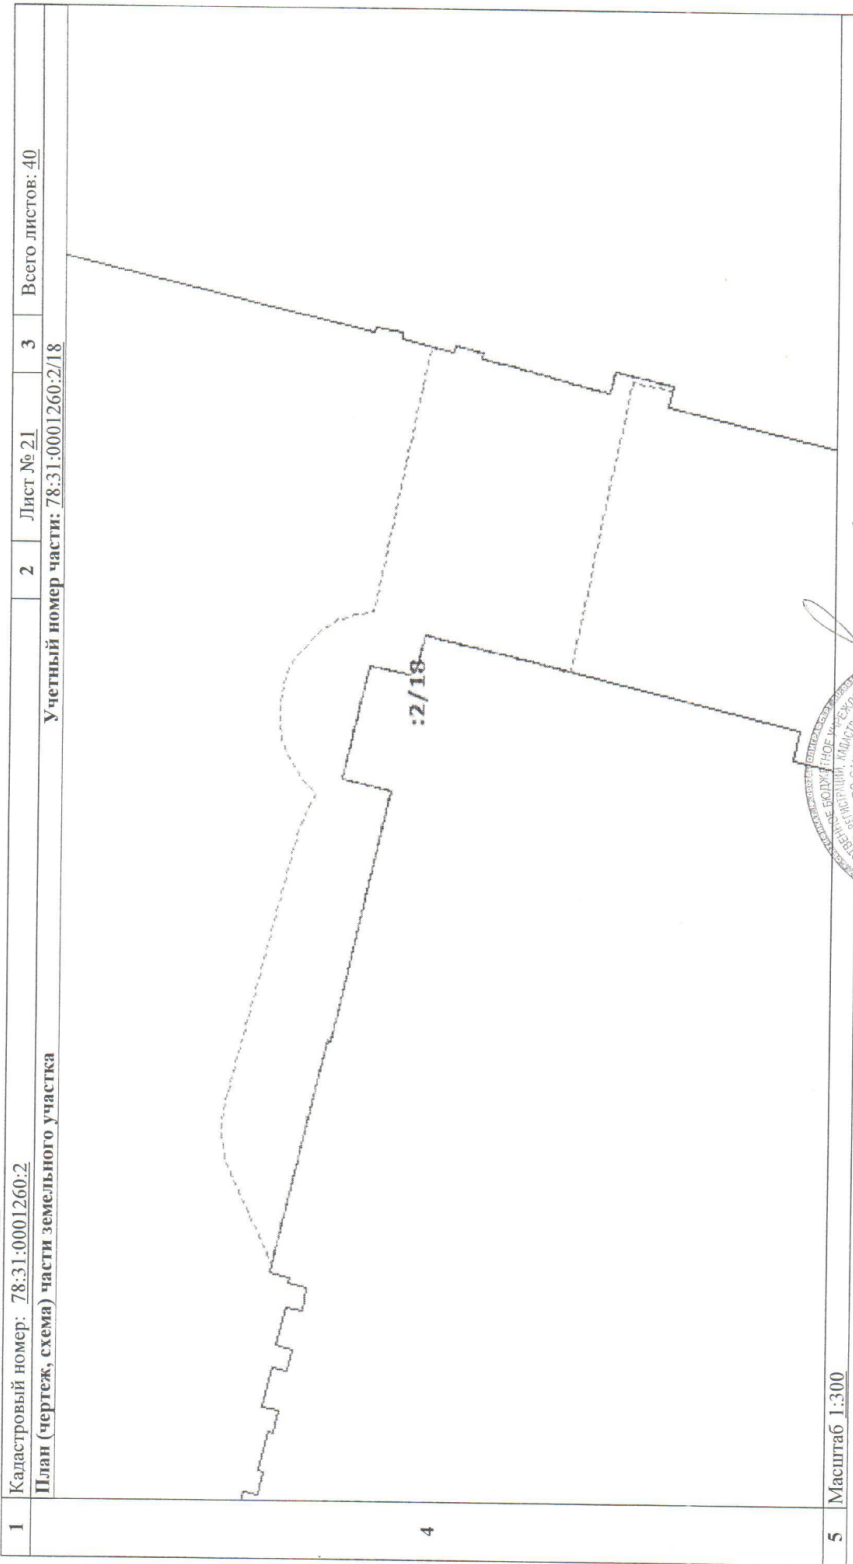 1 Кадастровый номер: 78:31:0001260:2 2 Лист № 21 3 Всего листов: 40
План (чертеж, схема) части земельного участка Учетный номер части: 78:31:0001260:2/18
4
:2/18
5 Масштаб 1:300